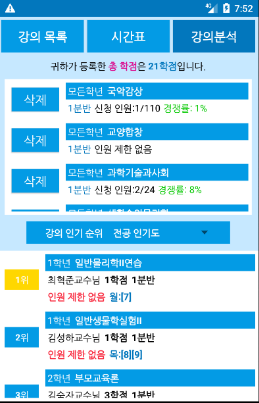 7:52
강의 목록
시간표
강의분석
귀하가 등록한 총 학점은 21학점입니다.
삭제
모든학년 국악감상
1분반 신청 인원:1/110 경쟁률: 1%
삭제
모든학년 교양합창
1분반 인원 제한 없음
삭제
모든학년 과학기술과사회
1분반 신청 인원:2/24 경쟁률: 8%
강의 인기 순위
전공 인기도
1위
1학년 일반물리학II연습
최혁준교수님 1학점 1분반
인원 제한 없음 월:[7]
2위
1학년 일반생물학실험II
김성하교수님 1학점 1분반
인원 제한 없음 목:[8][9]
3위
2학년 부모교육론
김숙자교수님 3학점 1분반